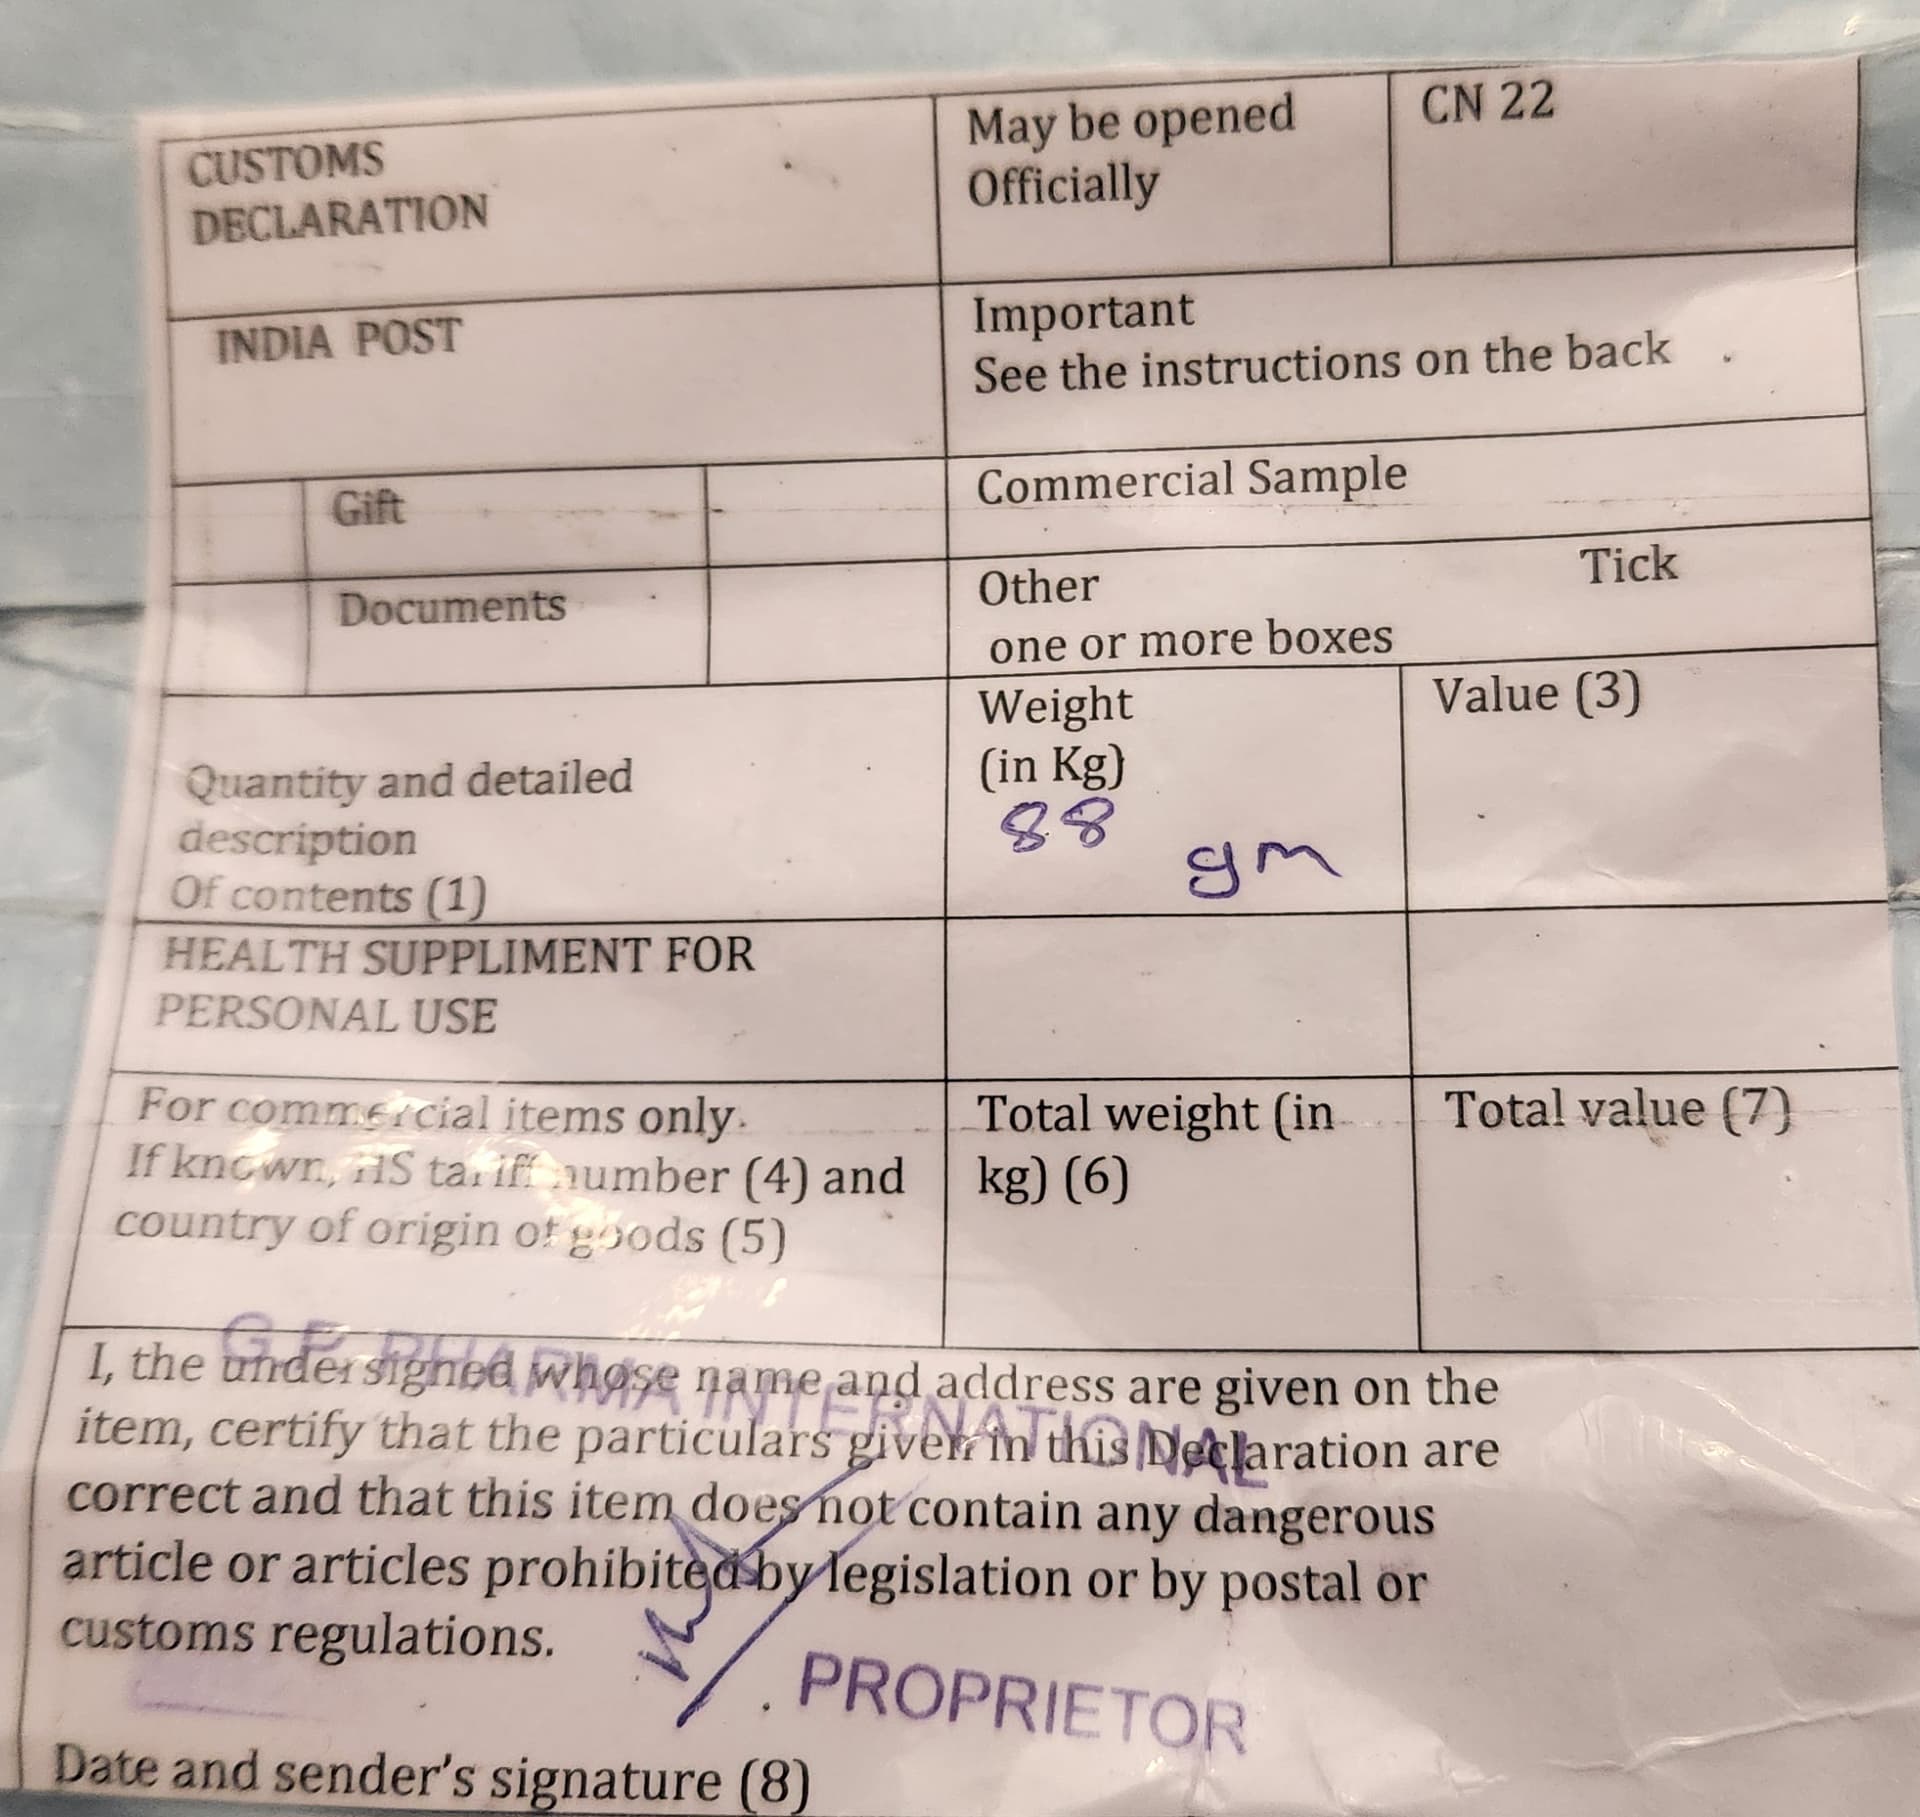 CUSTOMS
DECLARATION
May be opened
Officially
CN 22
INDIA POST
Important
See the instructions on the back
Gift
Commercial Sample
Documents
Other Tick
one or more boxes
Quantity and detailed
description
Of contents (1)
Weight
(in Kg)
88 gm
Value (3)
HEALTH SUPPLIMENT FOR
PERSONAL USE
For commercial items only.
If known, HS tariff number (4) and
country of origin of goods (5)
Total weight (in
kg) (6)
Total value (7)
G.P. PHARMA INTERNATIONAL
I, the undersigned whose name and address are given on the
item, certify that the particulars given in this Declaration are
correct and that this item does not contain any dangerous
article or articles prohibited by legislation or by postal or
customs regulations.
PROPRIETOR
Date and sender's signature (8)